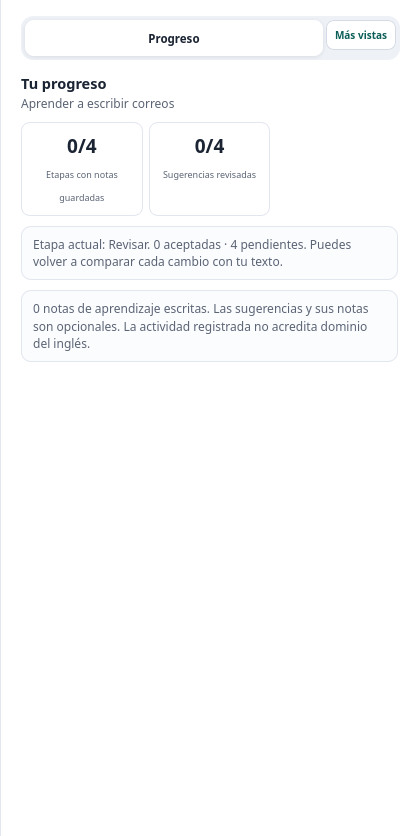 Progreso
Más vistas
Tu progreso
Aprender a escribir correos
0/4
Etapas con notas
guardadas
0/4
Sugerencias revisadas
Etapa actual: Revisar. 0 aceptadas · 4 pendientes. Puedes
volver a comparar cada cambio con tu texto.
0 notas de aprendizaje escritas. Las sugerencias y sus notas
son opcionales. La actividad registrada no acredita dominio
del inglés.